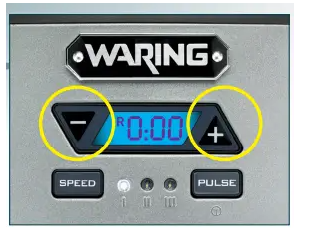 WARING
− R0:00 +
SPEED I II III PULSE